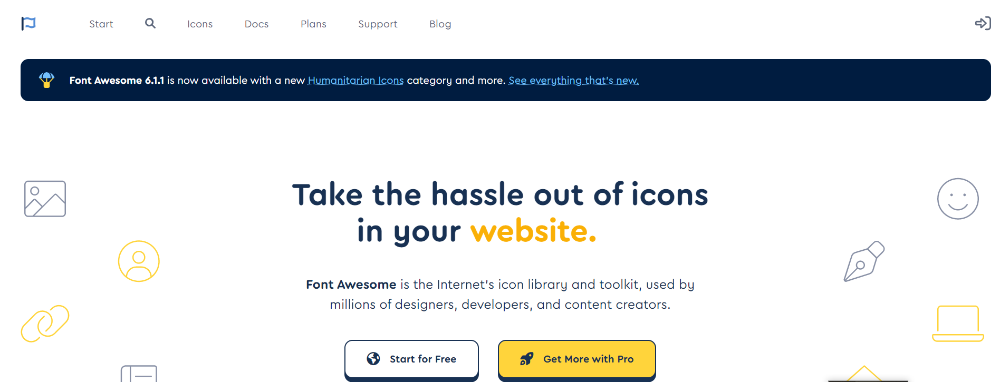 Start
Icons
Docs
Plans
Support
Blog
Font Awesome 6.1.1 is now available with a new Humanitarian Icons category and more. See everything that's new.
Take the hassle out of icons
in your website.
Font Awesome is the Internet's icon library and toolkit, used by
millions of designers, developers, and content creators.
Start for Free
Get More with Pro